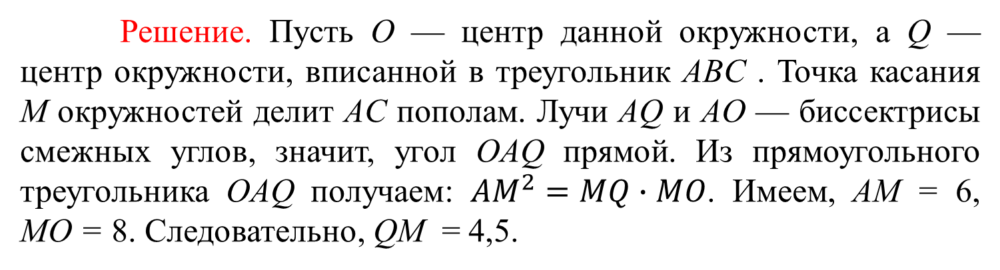 Решение. Пусть O — центр данной окружности, а Q —
центр окружности, вписанной в треугольник ABC . Точка касания
M окружностей делит AC пополам. Лучи AQ и AO — биссектрисы
смежных углов, значит, угол OAQ прямой. Из прямоугольного
треугольника OAQ получаем: AM² = MQ · MO. Имеем, AM = 6,
MO = 8. Следовательно, QM = 4,5.